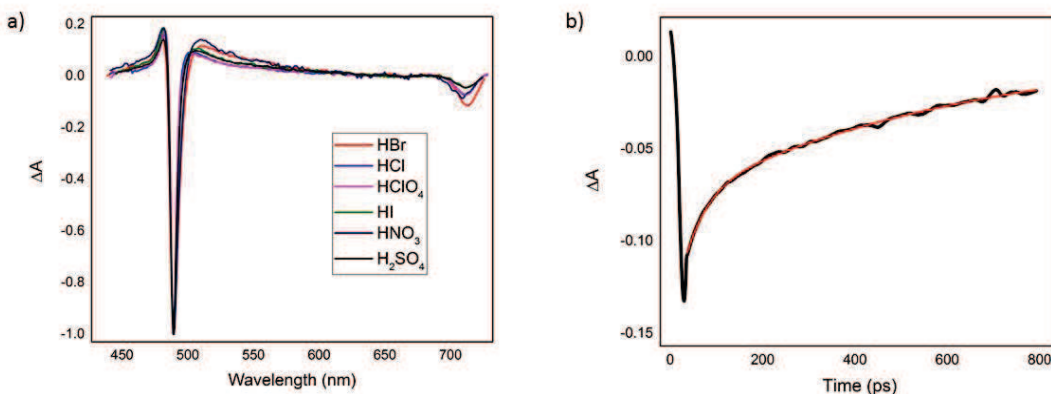 a)
0.2
0.0
-0.2
-0.4
-0.6
-0.8
-1.0
ΔA
450 500 550 600 650 700
Wavelength (nm)
HBr
HCl
HClO₄
HI
HNO₃
H₂SO₄
b)
0.00
-0.05
-0.10
-0.15
ΔA
0 200 400 600 800
Time (ps)